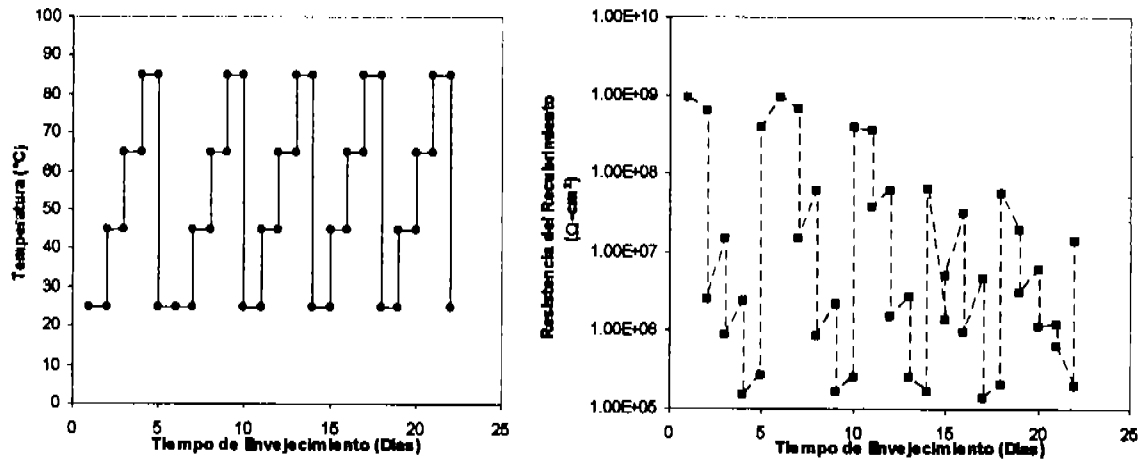 100
90
80
70
60
50
40
30
20
10
0
Temperatura (°C)
0 5 10 15 20 25
Tiempo de Envejecimiento (Dias)
1.00E+10
1.00E+09
1.00E+08
1.00E+07
1.00E+06
1.00E+05
Resistencia del Recubrimiento
(Ω-cm²)
0 5 10 15 20 25
Tiempo de Envejecimiento (Dias)